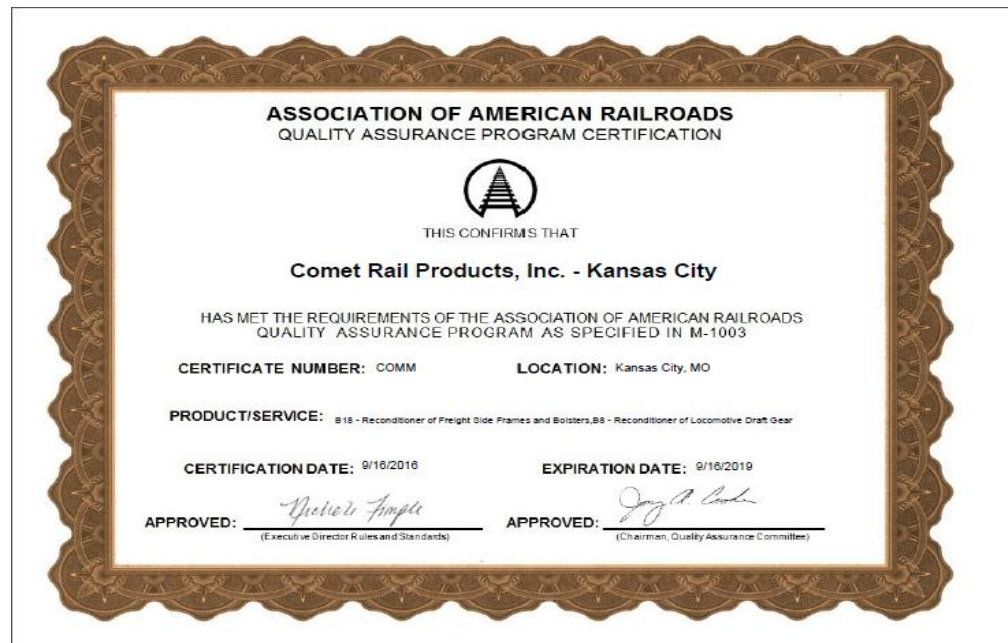 ASSOCIATION OF AMERICAN RAILROADS
QUALITY ASSURANCE PROGRAM CERTIFICATION
THIS CONFIRMS THAT
Comet Rail Products, Inc. - Kansas City
HAS MET THE REQUIREMENTS OF THE ASSOCIATION OF AMERICAN RAILROADS
QUALITY ASSURANCE PROGRAM AS SPECIFIED IN M-1003
CERTIFICATE NUMBER: COMM LOCATION: Kansas City, MO
PRODUCT/SERVICE: B18 - Reconditioner of Freight Side Frames and Bolsters,B8 - Reconditioner of Locomotive Draft Gear
CERTIFICATION DATE: 9/16/2016 EXPIRATION DATE: 9/16/2019
APPROVED: APPROVED:
(Executive Director Rules and Standards) (Chairman, Quality Assurance Committee)